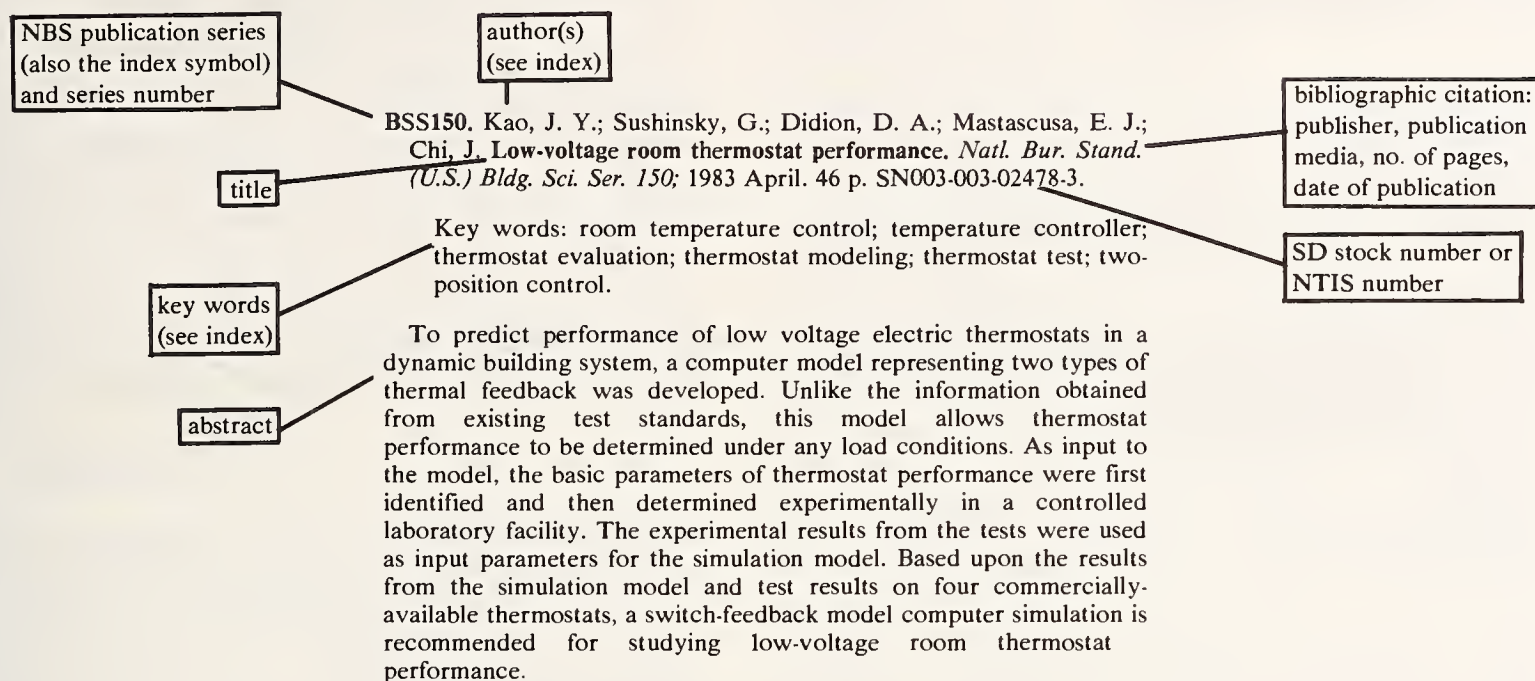 NBS publication series
(also the index symbol)
and series number
author(s)
(see index)
bibliographic citation:
publisher, publication
media, no. of pages,
date of publication
BSS150. Kao, J. Y.; Sushinsky, G.; Didion, D. A.; Mastascusa, E. J.;
Chi, J. Low-voltage room thermostat performance. Natl. Bur. Stand.
(U.S.) Bldg. Sci. Ser. 150; 1983 April. 46 p. SN003-003-02478-3.
title
SD stock number or
NTIS number
Key words: room temperature control; temperature controller;
thermostat evaluation; thermostat modeling; thermostat test; two-
position control.
key words
(see index)
To predict performance of low voltage electric thermostats in a
dynamic building system, a computer model representing two types of
thermal feedback was developed. Unlike the information obtained
from existing test standards, this model allows thermostat
performance to be determined under any load conditions. As input to
the model, the basic parameters of thermostat performance were first
identified and then determined experimentally in a controlled
laboratory facility. The experimental results from the tests were used
as input parameters for the simulation model. Based upon the results
from the simulation model and test results on four commercially-
available thermostats, a switch-feedback model computer simulation is
recommended for studying low-voltage room thermostat
performance.
abstract